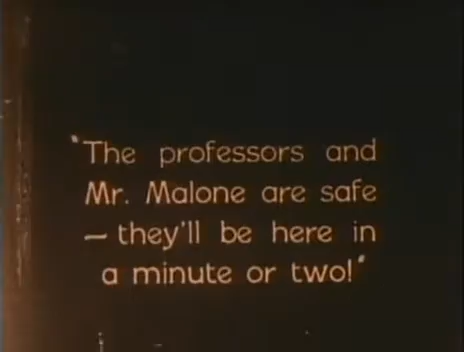 "The professors and
Mr. Malone are safe
— they'll be here in
a minute or two!"